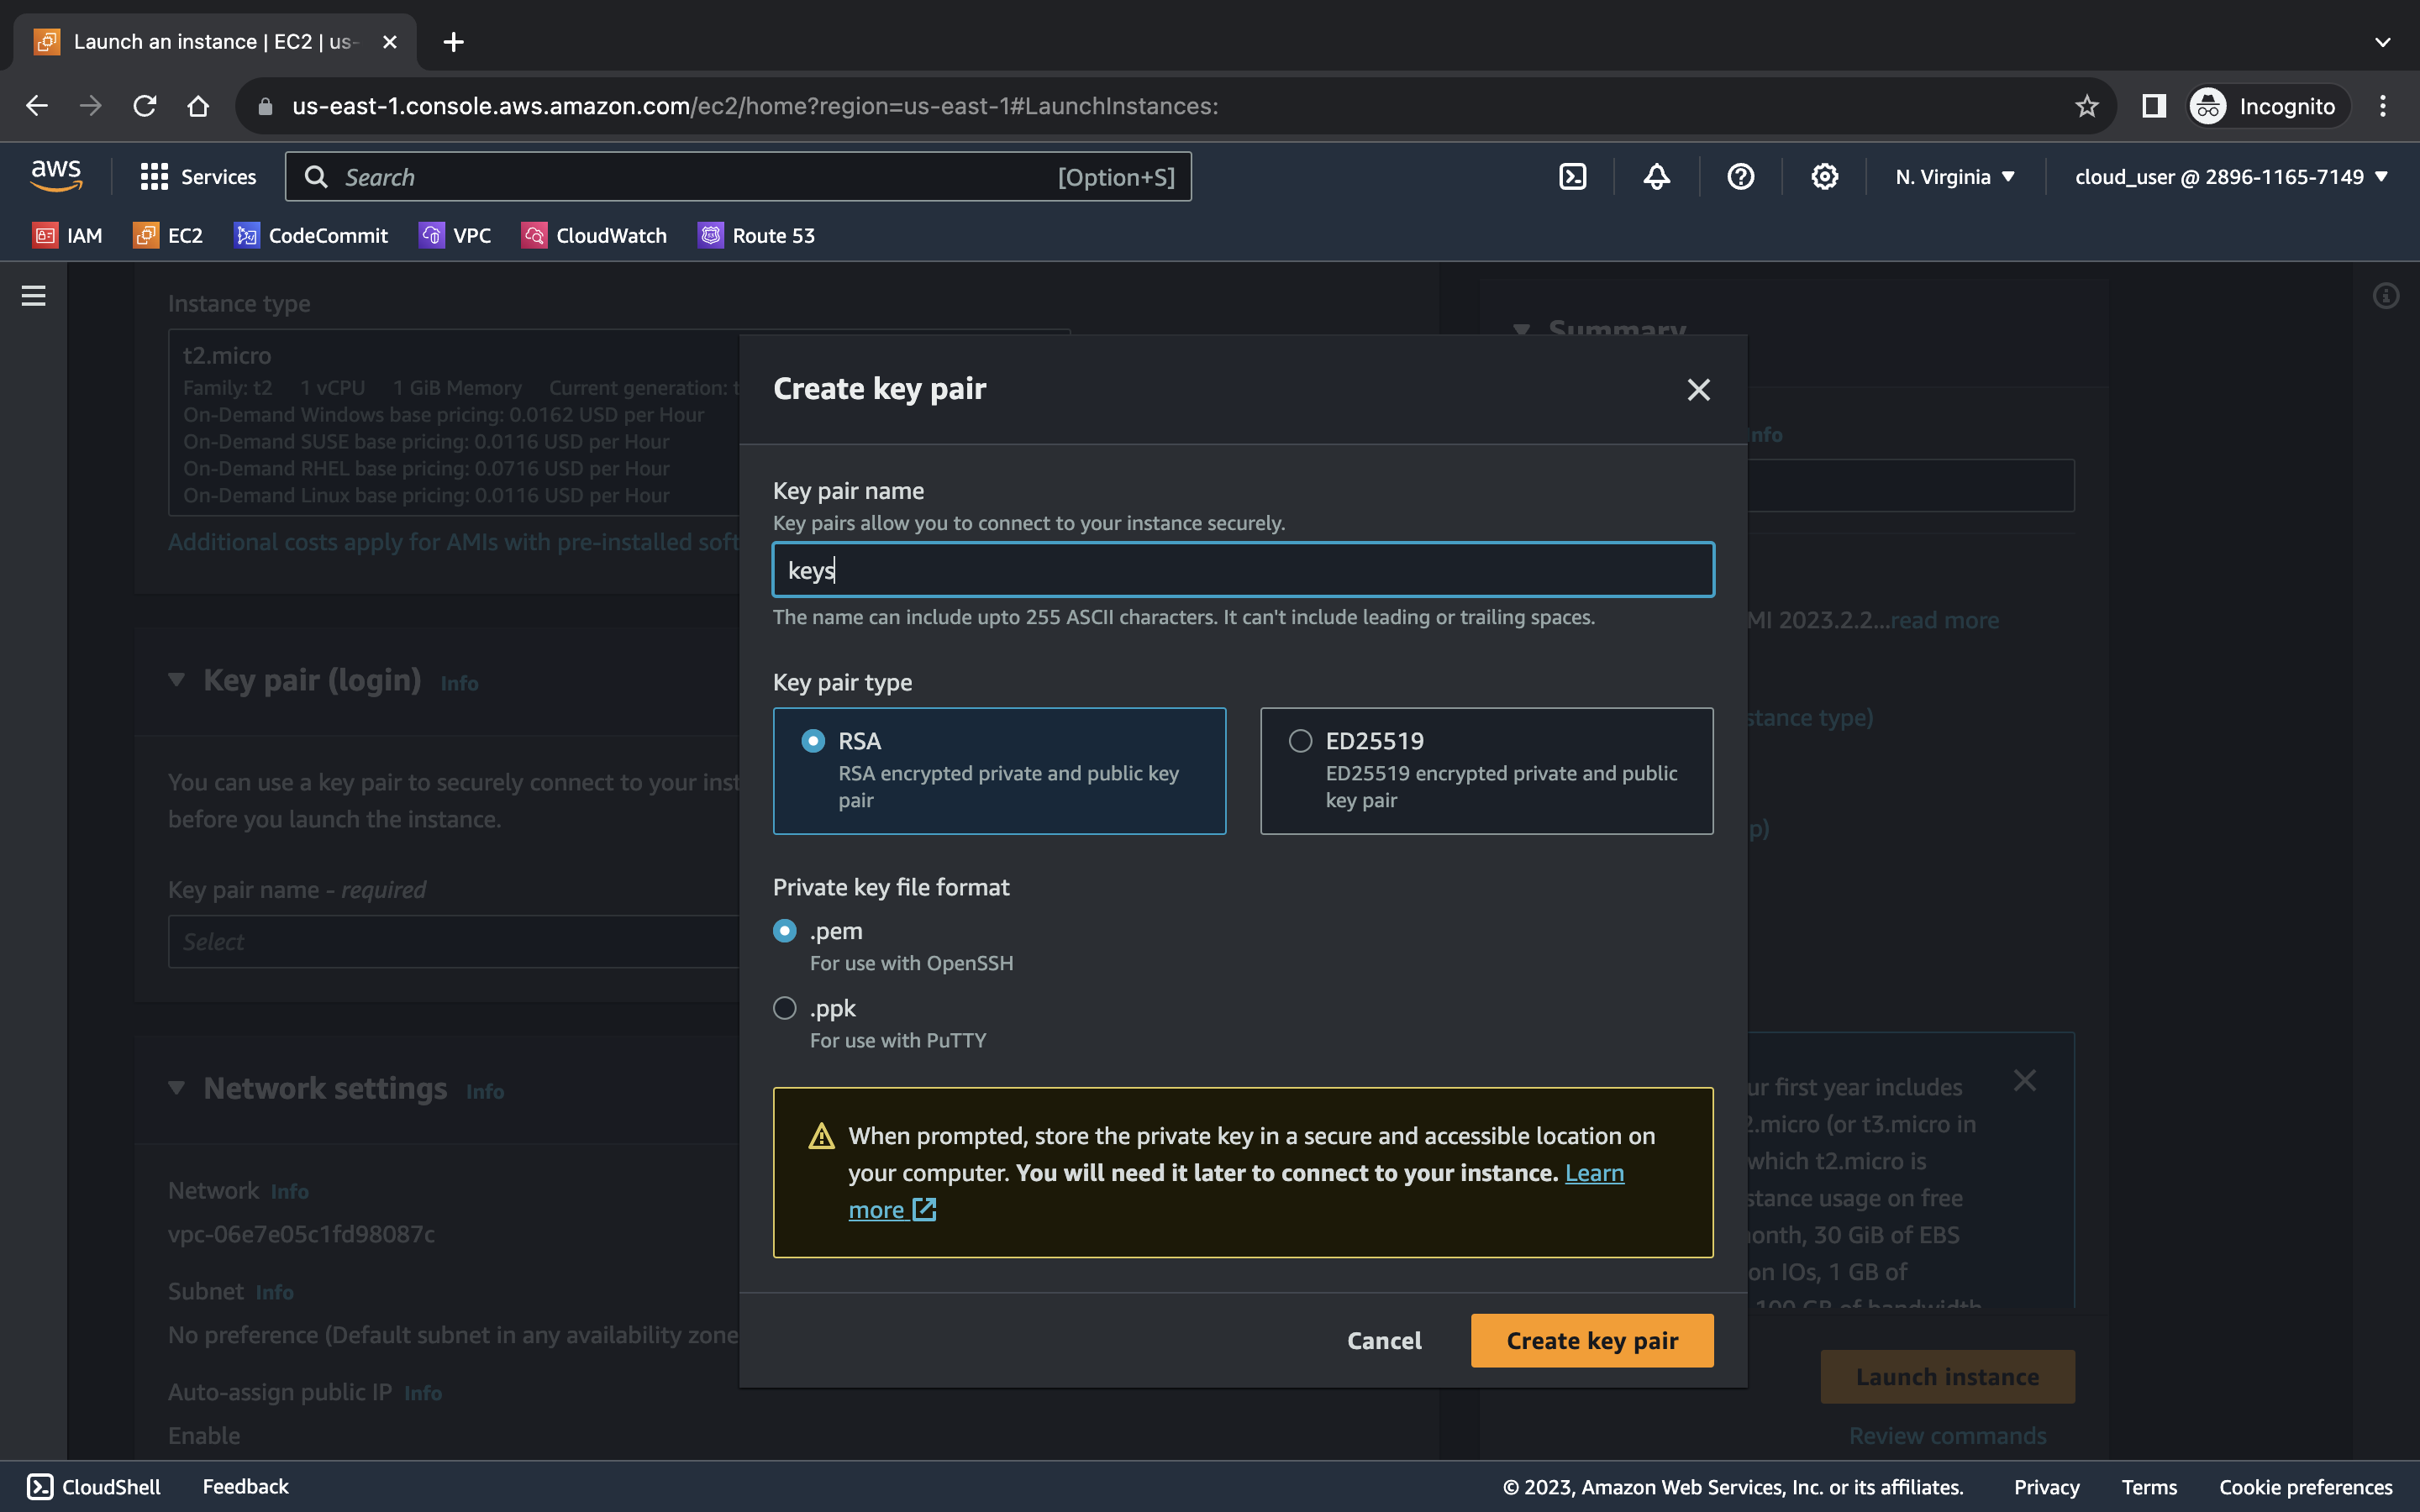 Launch an instance | EC2 | us-
us-east-1.console.aws.amazon.com/ec2/home?region=us-east-1#LaunchInstances:
Incognito
aws
Services
Search
[Option+S]
N. Virginia
cloud_user @ 2896-1165-7149
IAM
EC2
CodeCommit
VPC
CloudWatch
Route 53
Instance type
t2.micro
Family: t2 1 vCPU 1 GiB Memory Current generation: t
On-Demand Windows base pricing: 0.0162 USD per Hour
On-Demand SUSE base pricing: 0.0116 USD per Hour
On-Demand RHEL base pricing: 0.0716 USD per Hour
On-Demand Linux base pricing: 0.0116 USD per Hour
Additional costs apply for AMIs with pre-installed soft
Key pair (login) Info
You can use a key pair to securely connect to your inst
before you launch the instance.
Key pair name - required
Select
Network settings Info
Network Info
vpc-06e7e05c1fd98087c
Subnet Info
No preference (Default subnet in any availability zone
Auto-assign public IP Info
Enable
Create key pair
Key pair name
Key pairs allow you to connect to your instance securely.
keys
The name can include upto 255 ASCII characters. It can't include leading or trailing spaces.
Key pair type
RSA
RSA encrypted private and public key
pair
ED25519
ED25519 encrypted private and public
key pair
Private key file format
.pem
For use with OpenSSH
.ppk
For use with PuTTY
When prompted, store the private key in a secure and accessible location on
your computer. You will need it later to connect to your instance. Learn
more
Cancel
Create key pair
Summary
nfo
MI 2023.2.2...read more
stance type)
p)
ur first year includes
2.micro (or t3.micro in
which t2.micro is
stance usage on free
onth, 30 GiB of EBS
on IOs, 1 GB of
100 GB of bandwidth
Launch instance
Review commands
CloudShell
Feedback
© 2023, Amazon Web Services, Inc. or its affiliates.
Privacy
Terms
Cookie preferences